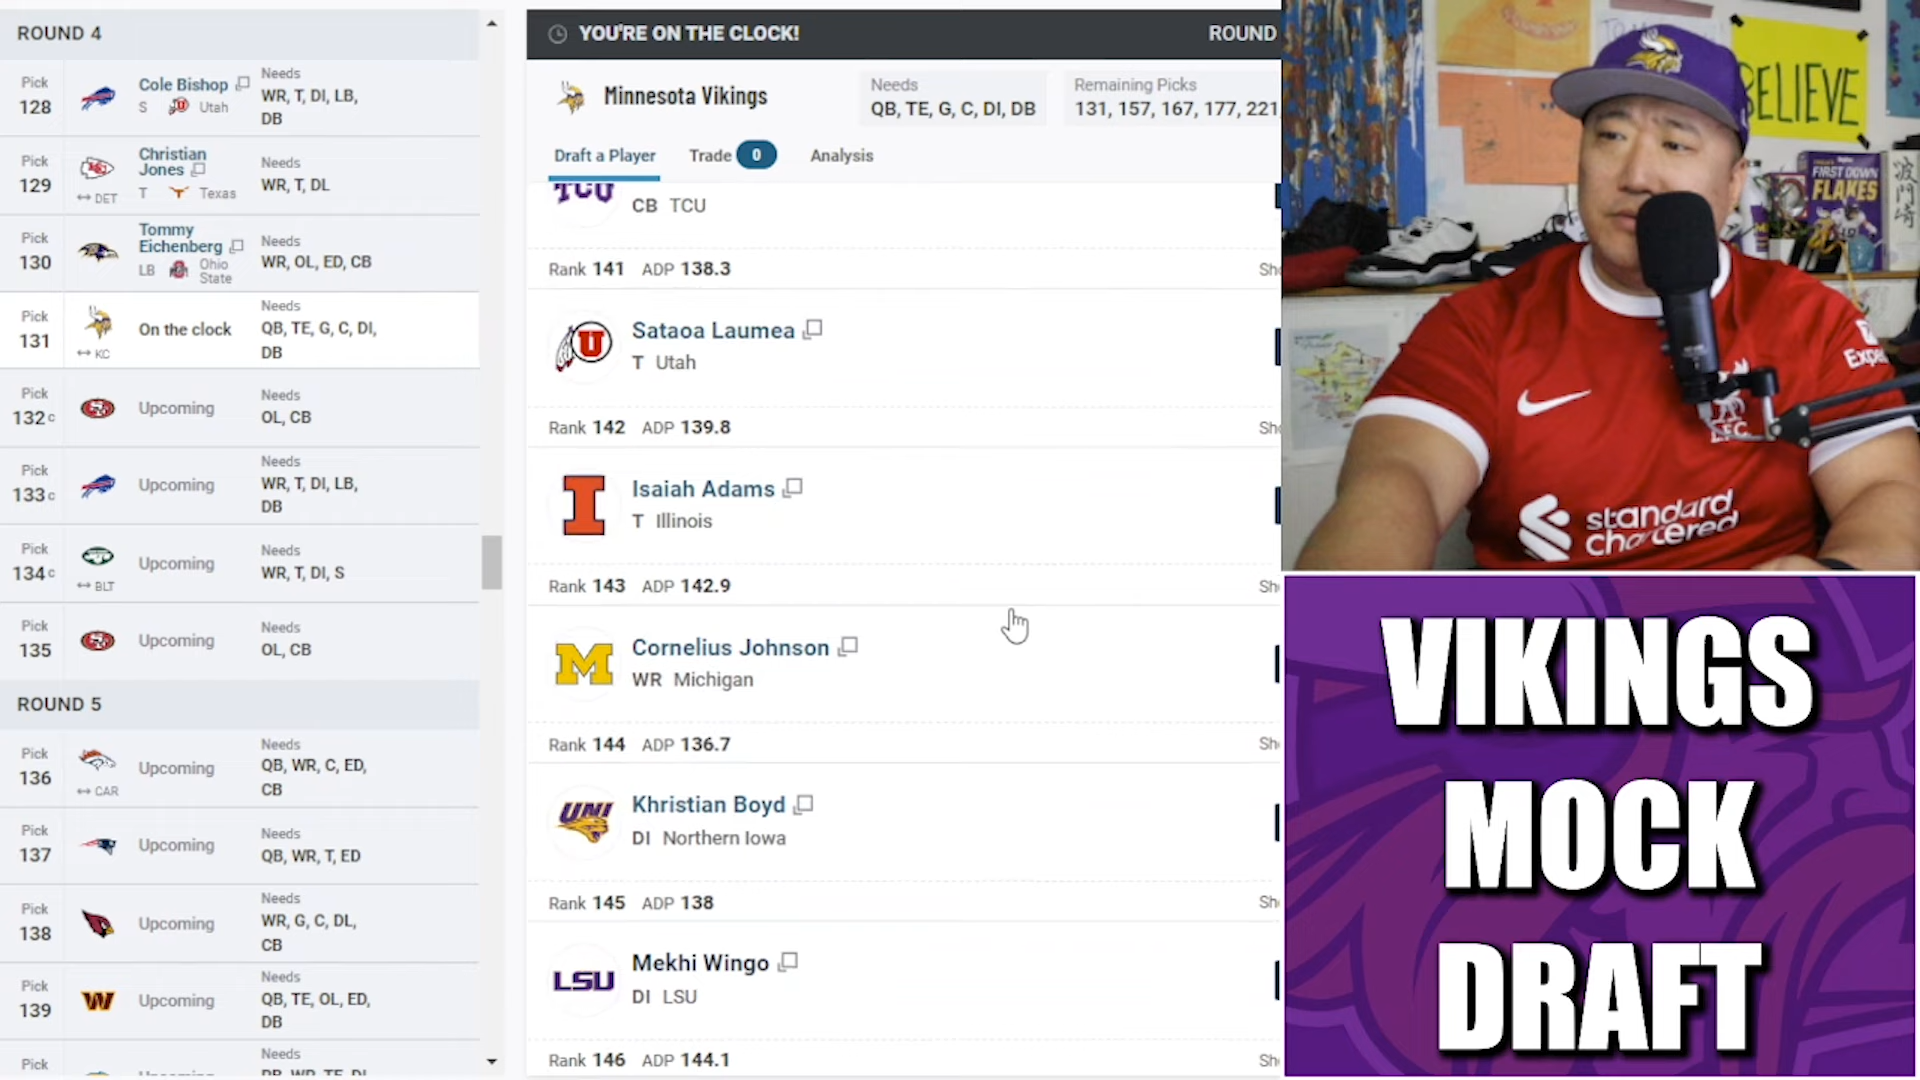 ROUND 4
Pick
128
Cole Bishop
S
Utah
Needs
WR, T, DI, LB,
DB
Pick
129
DET
Christian
Jones
T
Texas
Needs
WR, T, DL
Pick
130
Tommy
Eichenberg
LB
Ohio
State
Needs
WR, OL, ED, CB
Pick
131
KC
On the clock
Needs
QB, TE, G, C, DI,
DB
Pick
132 c
Upcoming
Needs
OL, CB
Pick
133 c
Upcoming
Needs
WR, T, DI, LB,
DB
Pick
134 c
BLT
Upcoming
Needs
WR, T, DI, S
Pick
135
Upcoming
Needs
OL, CB
ROUND 5
Pick
136
CAR
Upcoming
Needs
QB, WR, C, ED,
CB
Pick
137
Upcoming
Needs
QB, WR, T, ED
Pick
138
Upcoming
Needs
WR, G, C, DL,
CB
Pick
139
W
Upcoming
Needs
QB, TE, OL, ED,
DB
Pick
Needs
YOU'RE ON THE CLOCK!
ROUND
Minnesota Vikings
Needs
QB, TE, G, C, DI, DB
Remaining Picks
131, 157, 167, 177, 221,
Draft a Player
Trade 0
Analysis
TCU
CB TCU
Rank 141 ADP 138.3
U
Sataoa Laumea
T Utah
Rank 142 ADP 139.8
I
Isaiah Adams
T Illinois
Rank 143 ADP 142.9
M
Cornelius Johnson
WR Michigan
Rank 144 ADP 136.7
UNI
Khristian Boyd
DI Northern Iowa
Rank 145 ADP 138
LSU
Mekhi Wingo
DI LSU
Rank 146 ADP 144.1
BELIEVE
FIRST DOWN
FLAKES
Expe
L.F.C.
standard
chartered
VIKINGS
MOCK
DRAFT